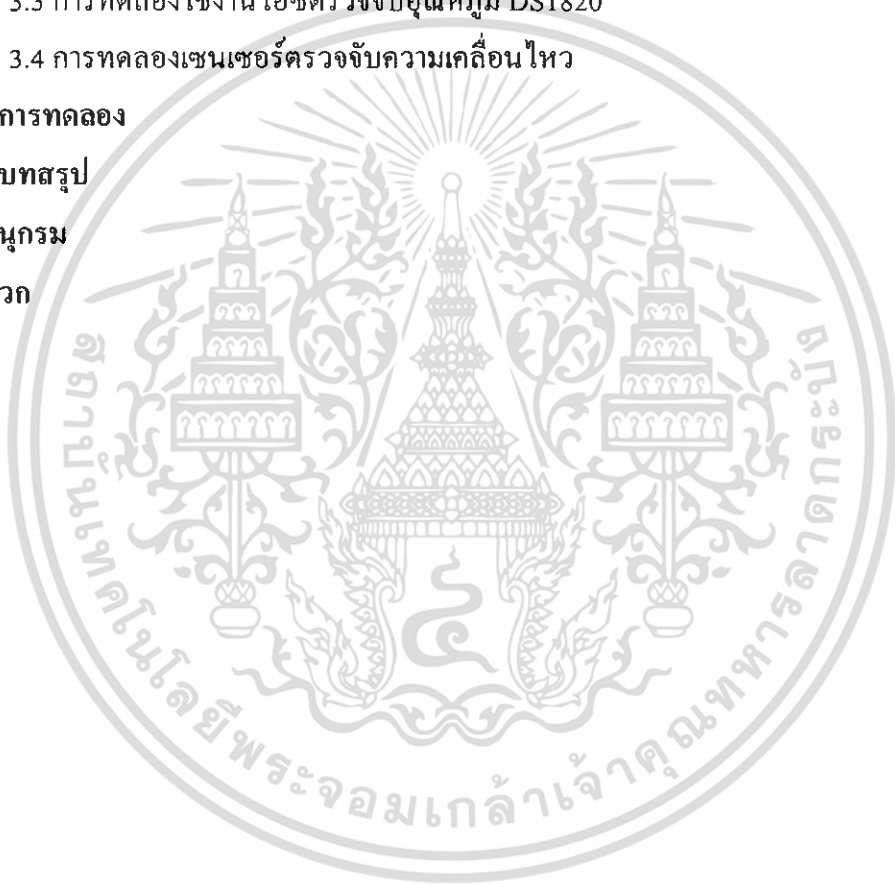 3.3 การทดลองใช้งานไอซีตรวจจับอุณหภูมิ DS1820
3.4 การทดลองเซนเซอร์ตรวจจับความเคลื่อนไหว
การทดลอง
บทสรุป
นุกรม
วก
สถาบันเทคโนโลยีพระจอมเกล้าเจ้าคุณทหารลาดกระบัง